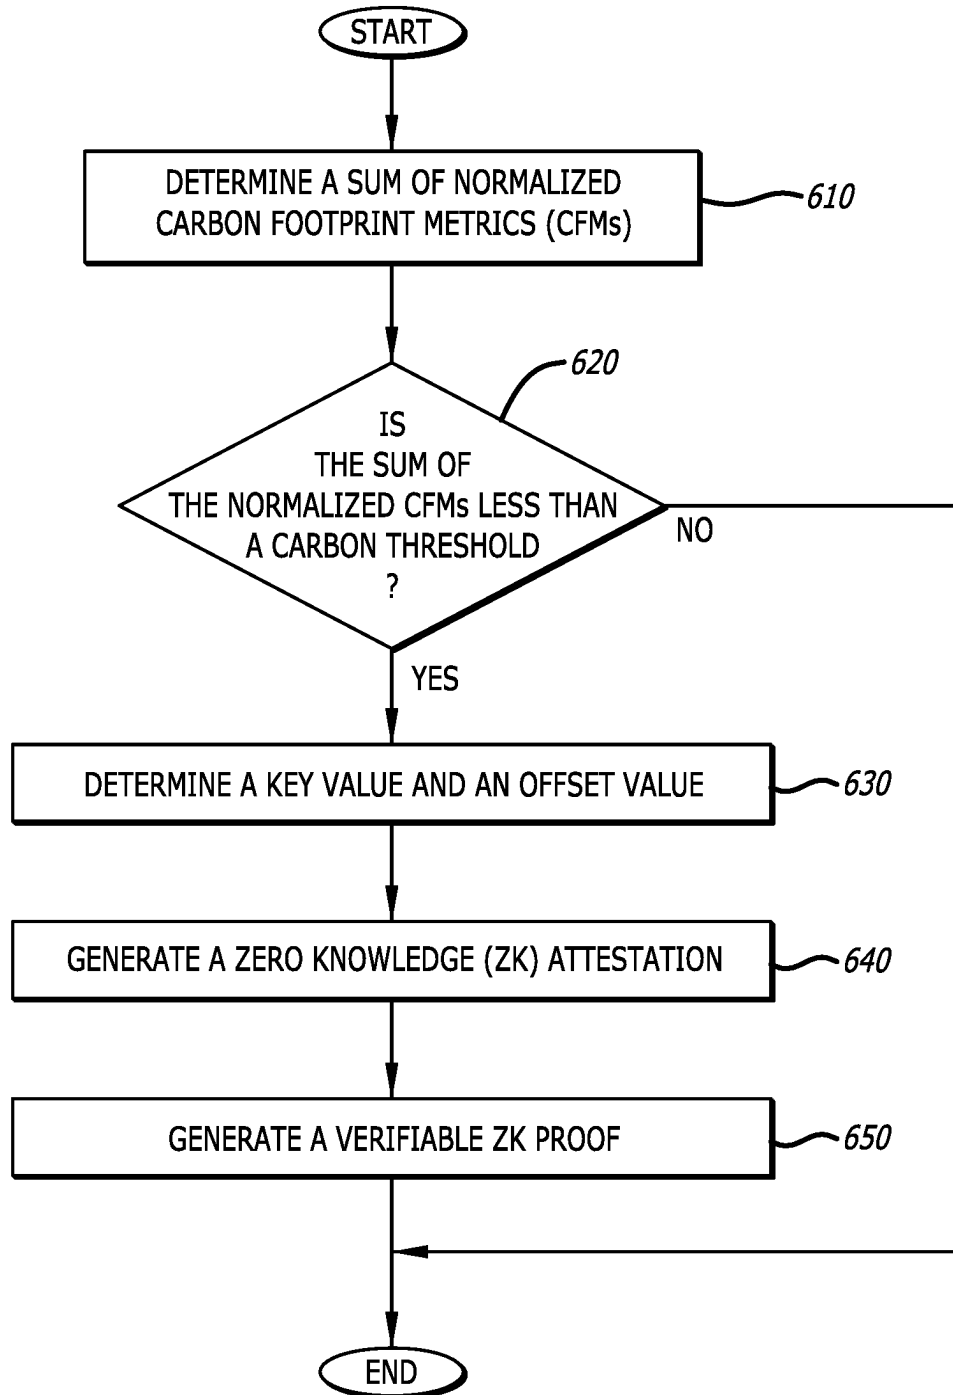 START
DETERMINE A SUM OF NORMALIZED
CARBON FOOTPRINT METRICS (CFMs)
610
620
IS
THE SUM OF
THE NORMALIZED CFMs LESS THAN
A CARBON THRESHOLD
?
NO
YES
DETERMINE A KEY VALUE AND AN OFFSET VALUE
630
GENERATE A ZERO KNOWLEDGE (ZK) ATTESTATION
640
GENERATE A VERIFIABLE ZK PROOF
650
END